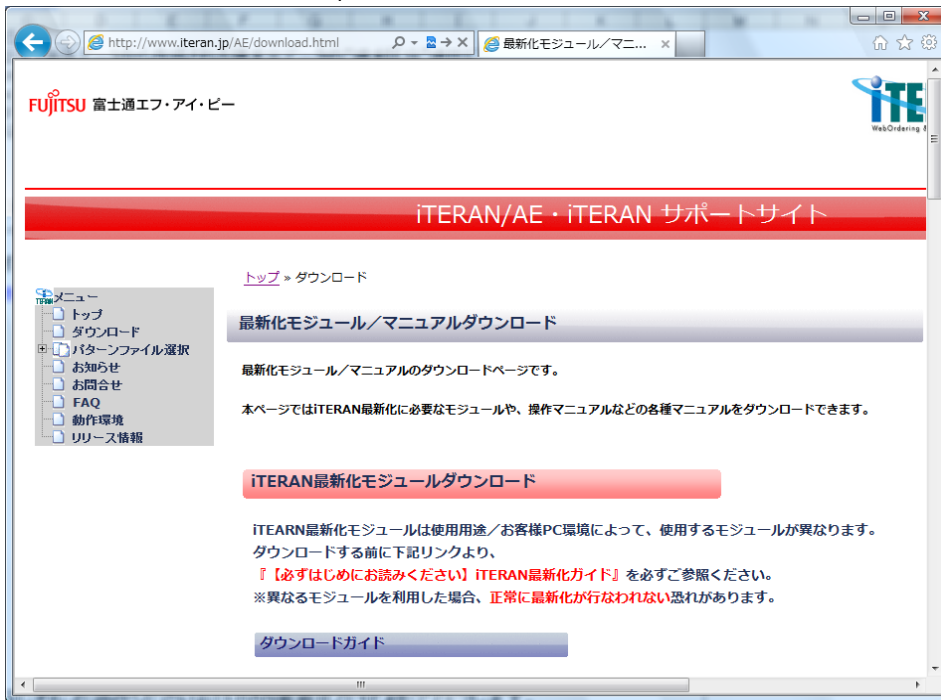 http://www.iteran.jp/AE/download.html
最新化モジュール／マニ...
FUJITSU 富士通エフ・アイ・ピー
iTE
WebOrdering &
iTERAN/AE・iTERAN サポートサイト
トップ » ダウンロード
メニュー
トップ
ダウンロード
パターンファイル選択
お知らせ
お問合せ
FAQ
動作環境
リリース情報
最新化モジュール／マニュアルダウンロード
最新化モジュール／マニュアルのダウンロードページです。
本ページではiTERAN最新化に必要なモジュールや、操作マニュアルなどの各種マニュアルをダウンロードできます。
iTERAN最新化モジュールダウンロード
iTEARN最新化モジュールは使用用途／お客様PC環境によって、使用するモジュールが異なります。
ダウンロードする前に下記リンクより、
『【必ずはじめにお読みください】iTERAN最新化ガイド』を必ずご参照ください。
※異なるモジュールを利用した場合、正常に最新化が行なわれない恐れがあります。
ダウンロードガイド